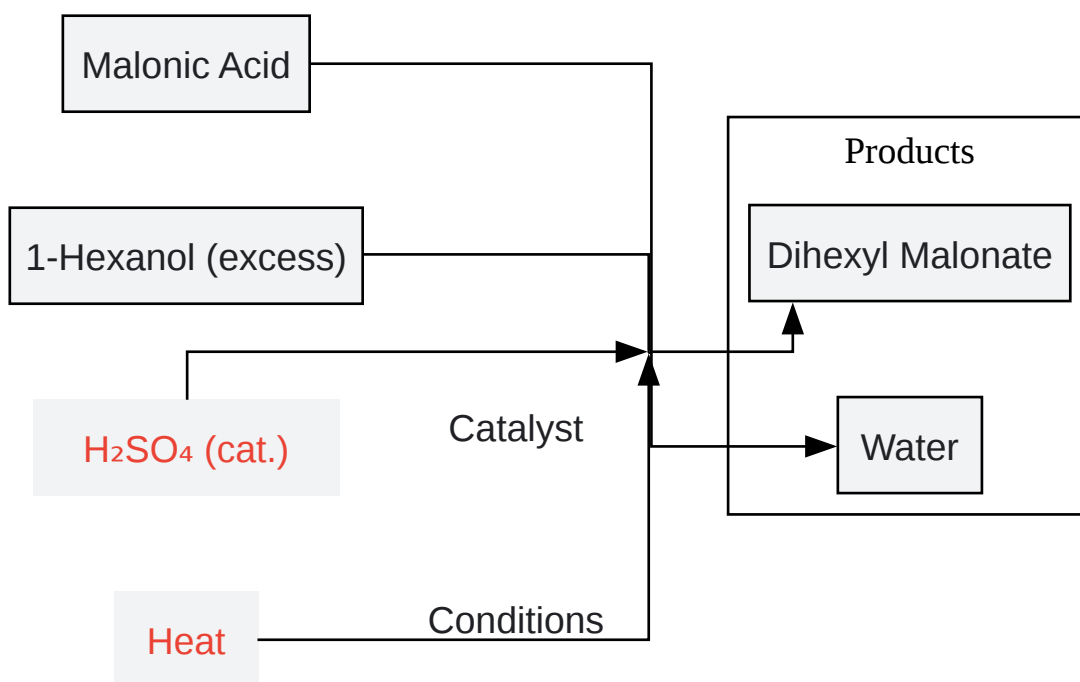 Malonic Acid
Products
1-Hexanol (excess)
Dihexyl Malonate
H₂SO₄ (cat.)
Catalyst
Water
Conditions
Heat